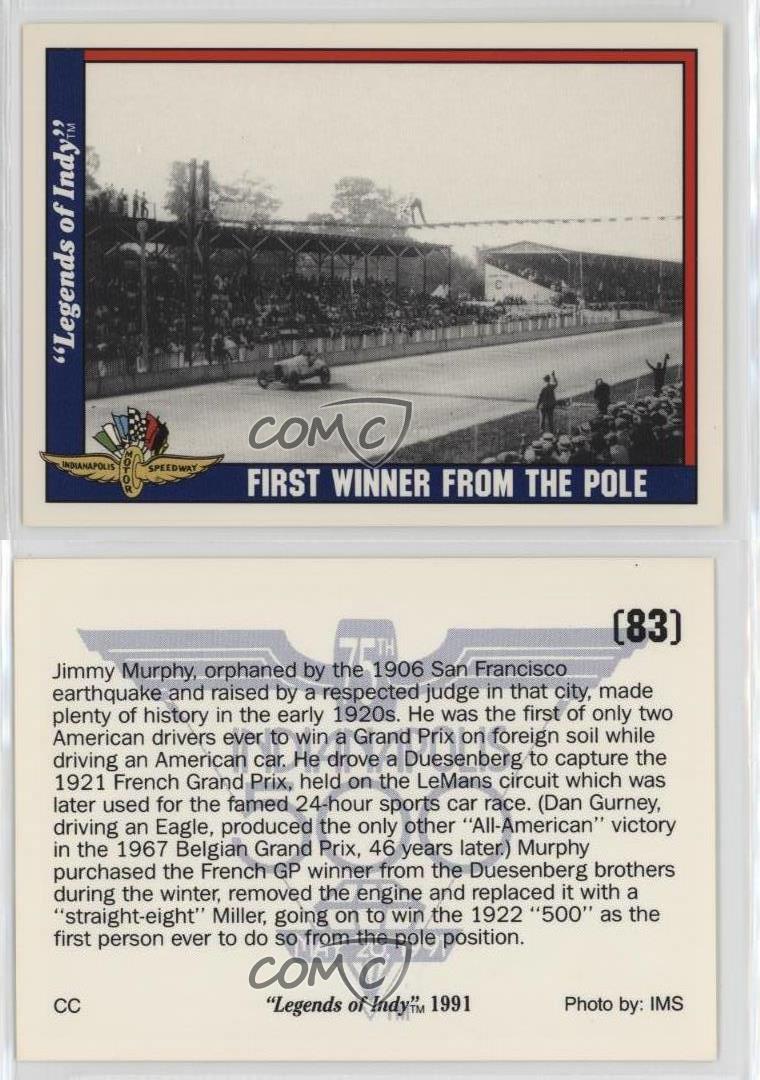 "Legends of Indy"™
COMC
INDIANAPOLIS MOTOR SPEEDWAY
FIRST WINNER FROM THE POLE
(83)
75TH
Jimmy Murphy, orphaned by the 1906 San Francisco
earthquake and raised by a respected judge in that city, made
plenty of history in the early 1920s. He was the first of only two
American drivers ever to win a Grand Prix on foreign soil while
INDIANAPOLIS
driving an American car. He drove a Duesenberg to capture the
1921 French Grand Prix, held on the LeMans circuit which was
later used for the famed 24-hour sports car race. (Dan Gurney,
500
driving an Eagle, produced the only other "All-American" victory
in the 1967 Belgian Grand Prix, 46 years later.) Murphy
purchased the French GP winner from the Duesenberg brothers
during the winter, removed the engine and replaced it with a
"straight-eight" Miller, going on to win the 1922 "500" as the
first person ever to do so from the pole position.
COMC
CC "Legends of Indy"™ 1991 Photo by: IMS
TM